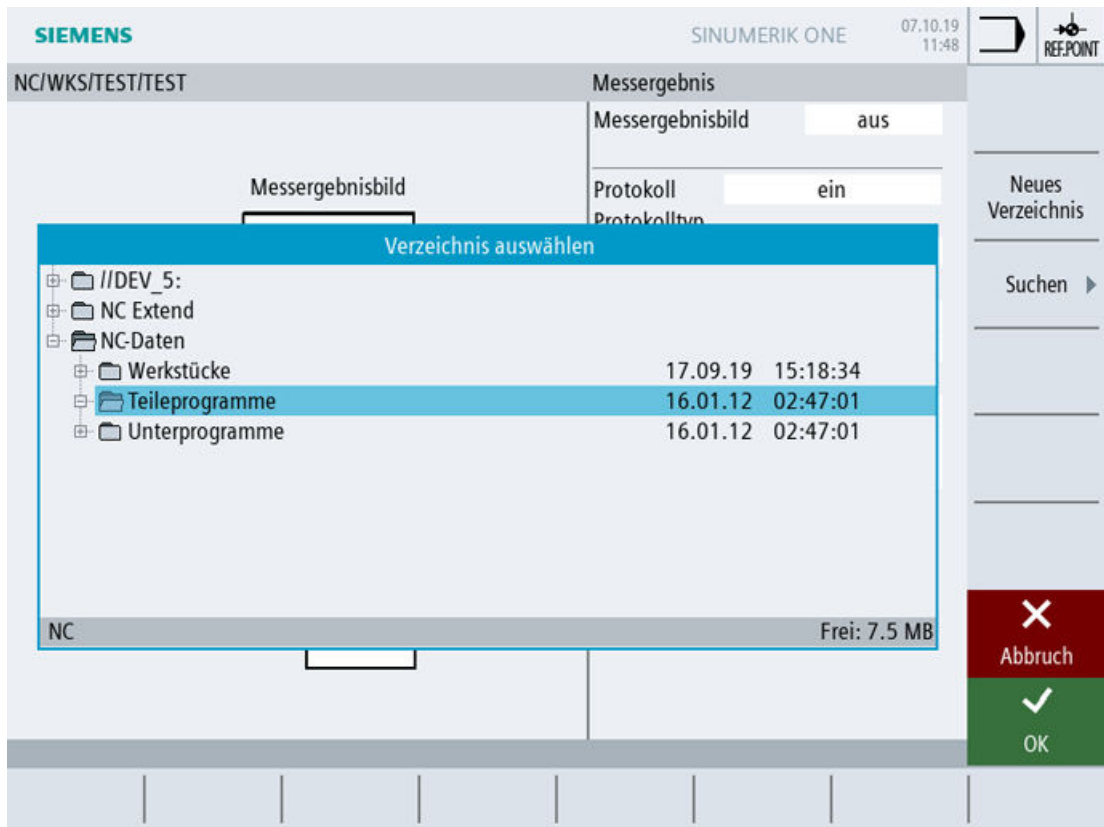 SIEMENS
SINUMERIK ONE
07.10.19
11:48
REF.POINT
NC/WKS/TEST/TEST
Messergebnis
Messergebnisbild aus
Messergebnisbild
Protokoll ein
Protokolltyp
Verzeichnis auswählen
//DEV_5:
NC Extend
NC-Daten
Werkstücke 17.09.19 15:18:34
Teileprogramme 16.01.12 02:47:01
Unterprogramme 16.01.12 02:47:01
NC Frei: 7.5 MB
Neues
Verzeichnis
Suchen
Abbruch
OK